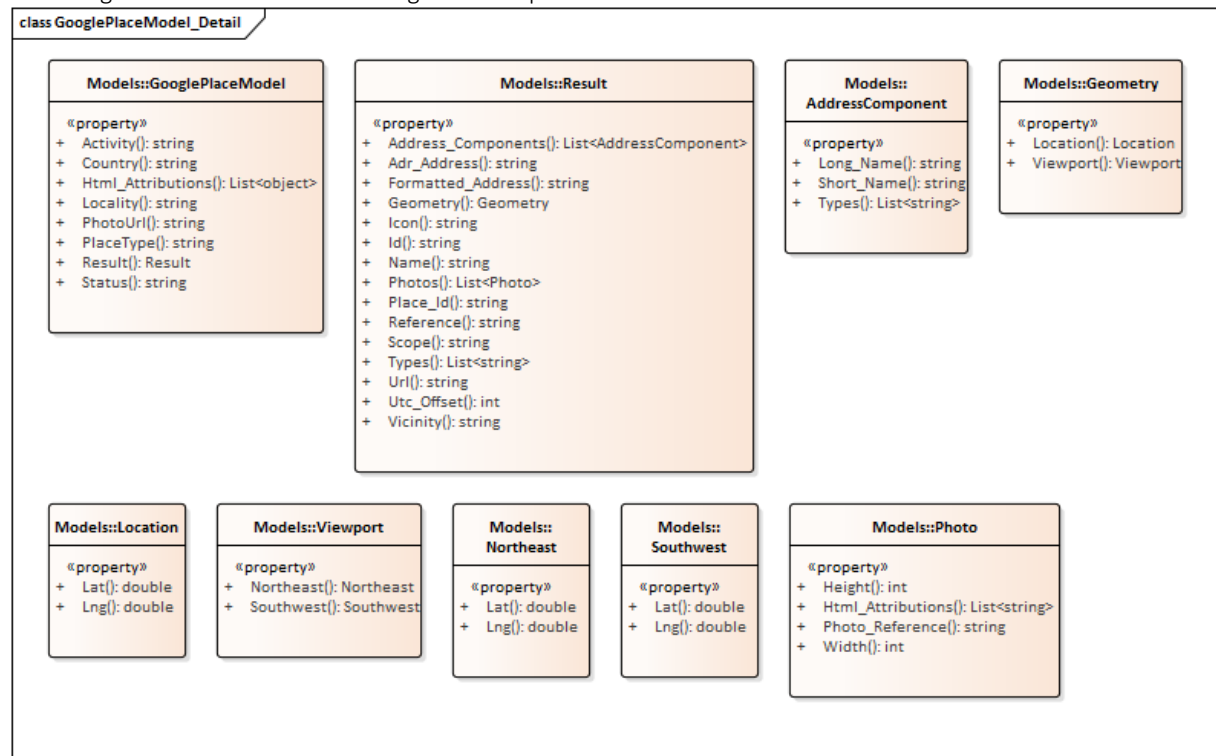 class GooglePlaceModel_Detail
Models::GooglePlaceModel
«property»
+ Activity(): string
+ Country(): string
+ Html_Attributions(): List<object>
+ Locality(): string
+ PhotoUrl(): string
+ PlaceType(): string
+ Result(): Result
+ Status(): string
Models::Result
«property»
+ Address_Components(): List<AddressComponent>
+ Adr_Address(): string
+ Formatted_Address(): string
+ Geometry(): Geometry
+ Icon(): string
+ Id(): string
+ Name(): string
+ Photos(): List<Photo>
+ Place_Id(): string
+ Reference(): string
+ Scope(): string
+ Types(): List<string>
+ Url(): string
+ Utc_Offset(): int
+ Vicinity(): string
Models::
AddressComponent
«property»
+ Long_Name(): string
+ Short_Name(): string
+ Types(): List<string>
Models::Geometry
«property»
+ Location(): Location
+ Viewport(): Viewport
Models::Location
«property»
+ Lat(): double
+ Lng(): double
Models::Viewport
«property»
+ Northeast(): Northeast
+ Southwest(): Southwest
Models::
Northeast
«property»
+ Lat(): double
+ Lng(): double
Models::
Southwest
«property»
+ Lat(): double
+ Lng(): double
Models::Photo
«property»
+ Height(): int
+ Html_Attributions(): List<string>
+ Photo_Reference(): string
+ Width(): int